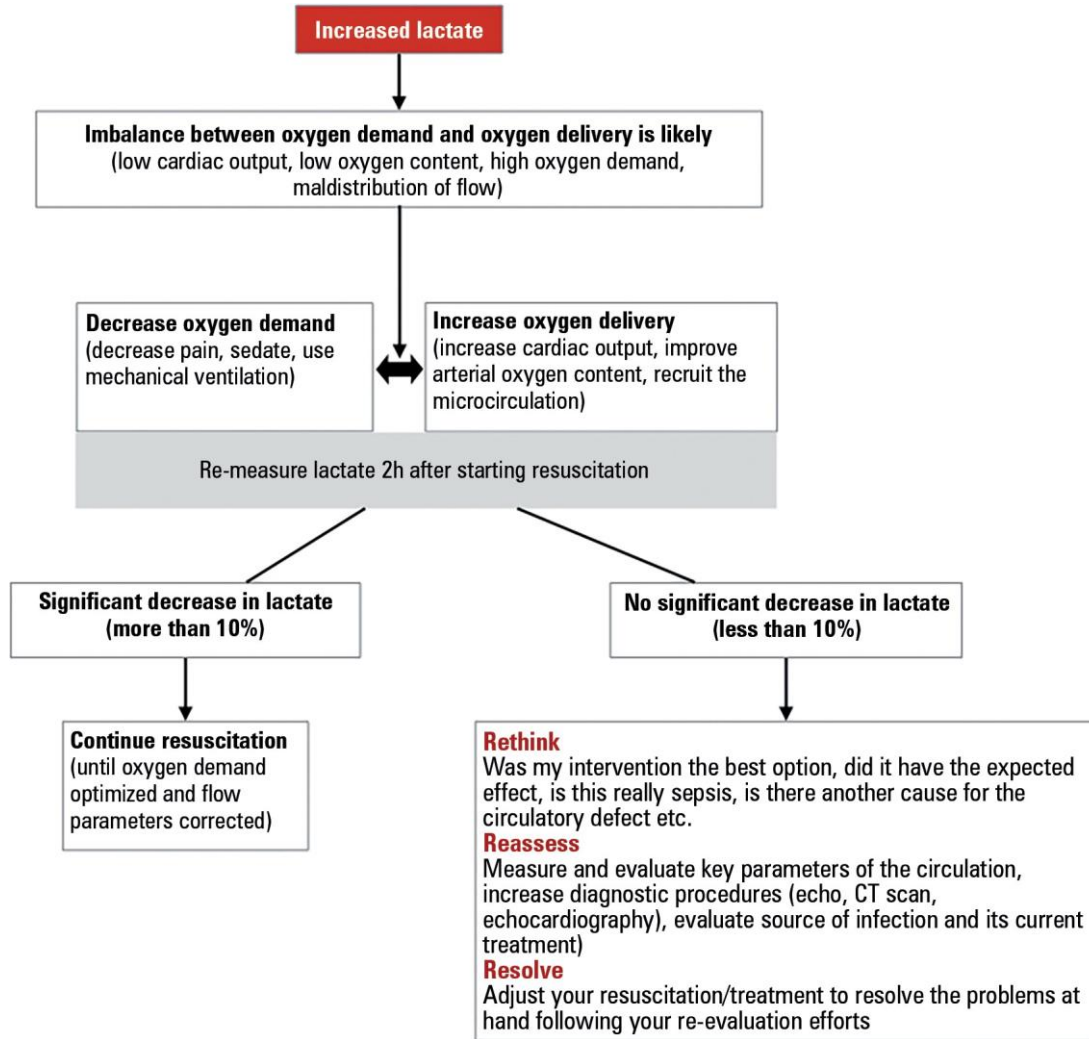 Increased lactate
Imbalance between oxygen demand and oxygen delivery is likely
(low cardiac output, low oxygen content, high oxygen demand,
maldistribution of flow)
Decrease oxygen demand
(decrease pain, sedate, use
mechanical ventilation)
Increase oxygen delivery
(increase cardiac output, improve
arterial oxygen content, recruit the
microcirculation)
Re-measure lactate 2h after starting resuscitation
Significant decrease in lactate
(more than 10%)
No significant decrease in lactate
(less than 10%)
Continue resuscitation
(until oxygen demand
optimized and flow
parameters corrected)
Rethink
Was my intervention the best option, did it have the expected
effect, is this really sepsis, is there another cause for the
circulatory defect etc.
Reassess
Measure and evaluate key parameters of the circulation,
increase diagnostic procedures (echo, CT scan,
echocardiography), evaluate source of infection and its current
treatment)
Resolve
Adjust your resuscitation/treatment to resolve the problems at
hand following your re-evaluation efforts